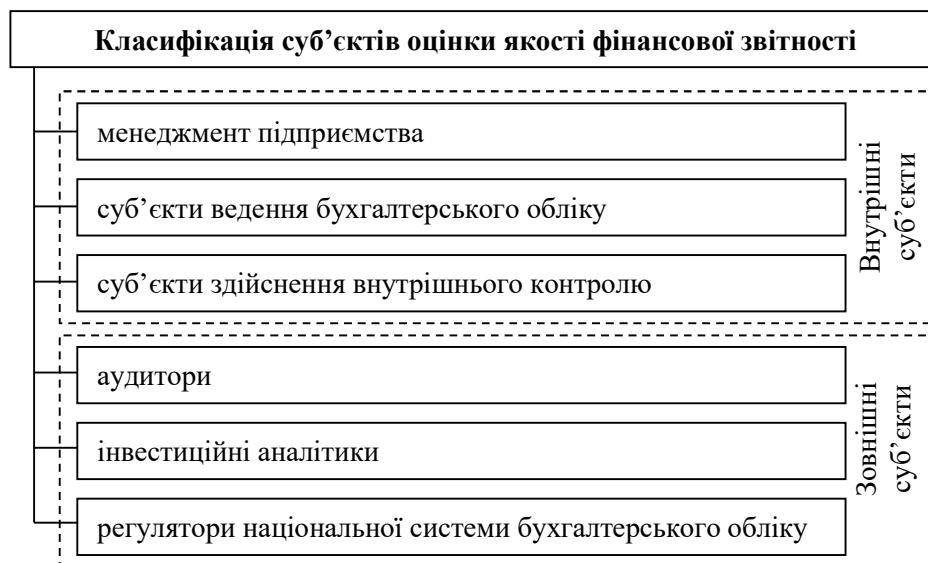 Класифікація суб’єктів оцінки якості фінансової звітності
менеджмент підприємства
суб’єкти ведення бухгалтерського обліку
суб’єкти здійснення внутрішнього контролю
Внутрішні
суб’єкти
аудитори
інвестиційні аналітики
регулятори національної системи бухгалтерського обліку
Зовнішні
суб’єкти